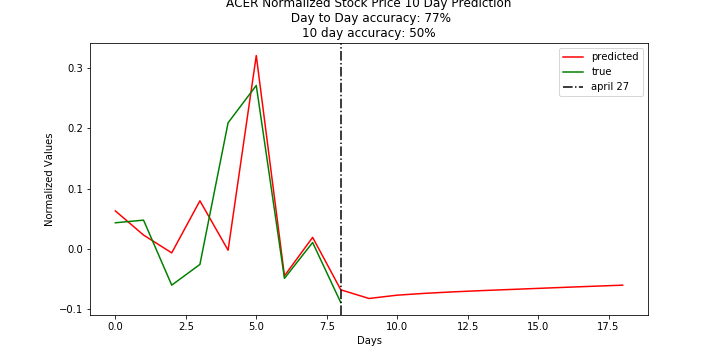 ACER Normalized Stock Price 10 Day Prediction
Day to Day accuracy: 77%
10 day accuracy: 50%
predicted
true
april 27
Normalized Values
0.3
0.2
0.1
0.0
−0.1
0.0 2.5 5.0 7.5 10.0 12.5 15.0 17.5
Days